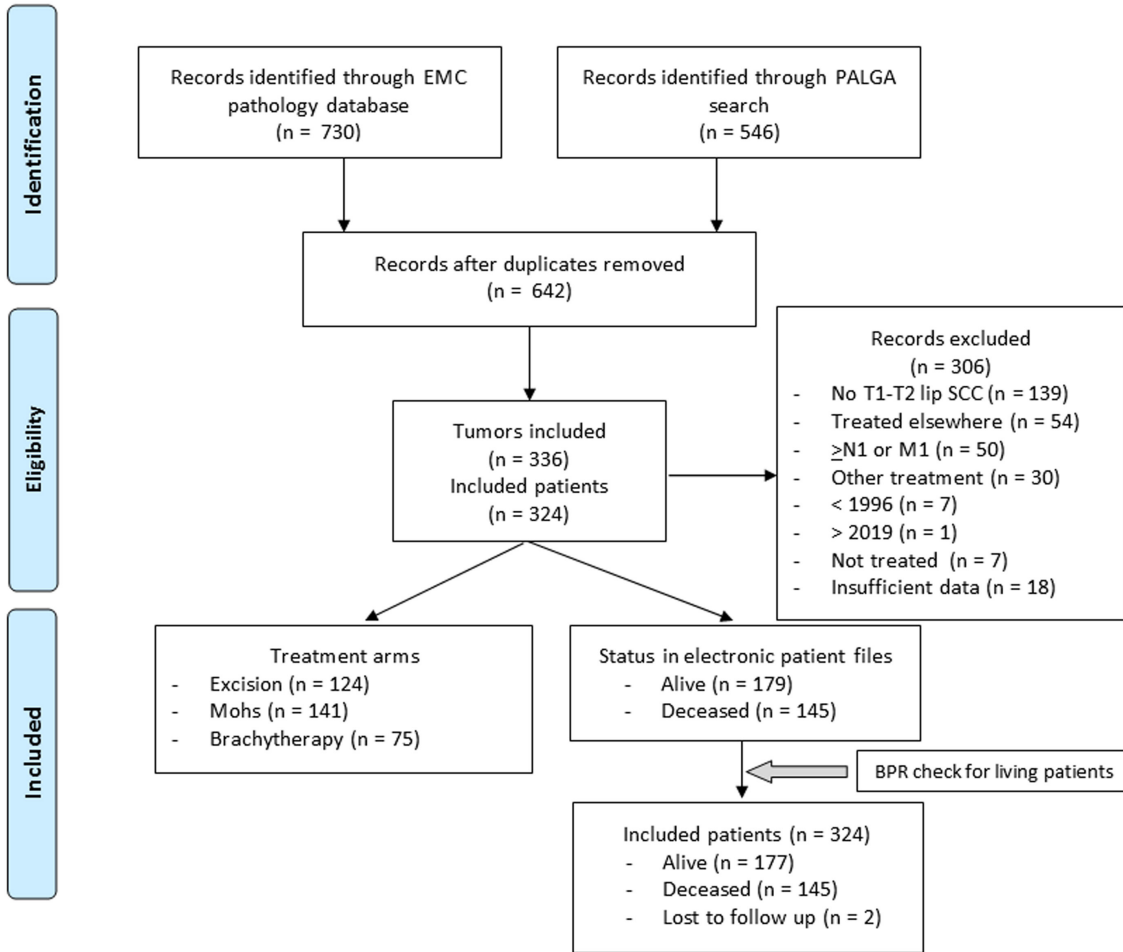 Identification
Records identified through EMC
pathology database
(n = 730)
Records identified through PALGA
search
(n = 546)
Records after duplicates removed
(n = 642)
Eligibility
Tumors included
(n = 336)
Included patients
(n = 324)
Records excluded
(n = 306)
- No T1-T2 lip SCC (n = 139)
- Treated elsewhere (n = 54)
- ≥N1 or M1 (n = 50)
- Other treatment (n = 30)
- < 1996 (n = 7)
- > 2019 (n = 1)
- Not treated (n = 7)
- Insufficient data (n = 18)
Included
Treatment arms
- Excision (n = 124)
- Mohs (n = 141)
- Brachytherapy (n = 75)
Status in electronic patient files
- Alive (n = 179)
- Deceased (n = 145)
BPR check for living patients
Included patients (n = 324)
- Alive (n = 177)
- Deceased (n = 145)
- Lost to follow up (n = 2)